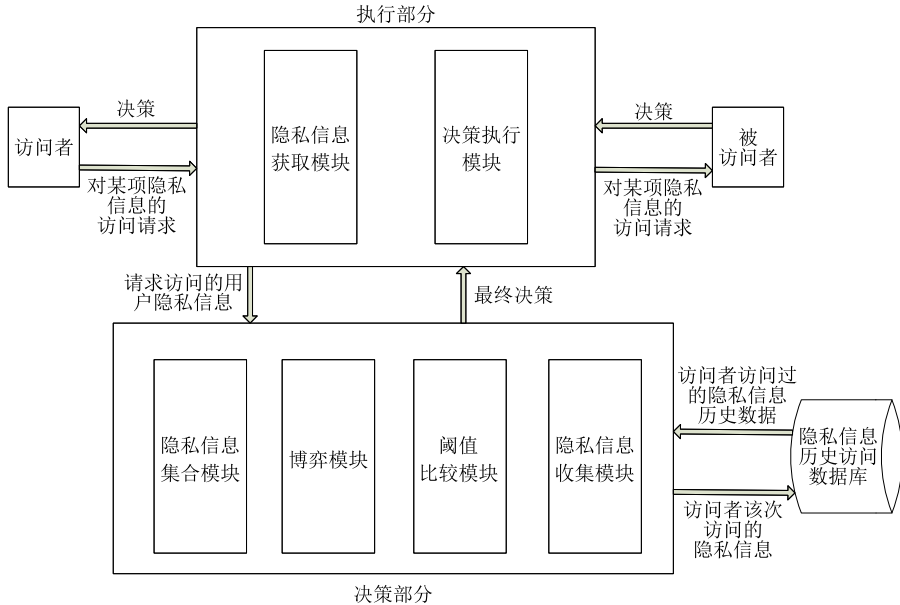 执行部分
访问者
决策
对某项隐私
信息的
访问请求
隐私信息
获取模块
决策执行
模块
决策
对某项隐私
信息的
访问请求
被
访问者
请求访问的用
户隐私信息
最终决策
隐私信息
集合模块
博弈模块
阈值
比较模块
隐私信息
收集模块
访问者访问过
的隐私信息
历史数据
隐私信息
历史访问
数据库
访问者该次
访问的
隐私信息
决策部分